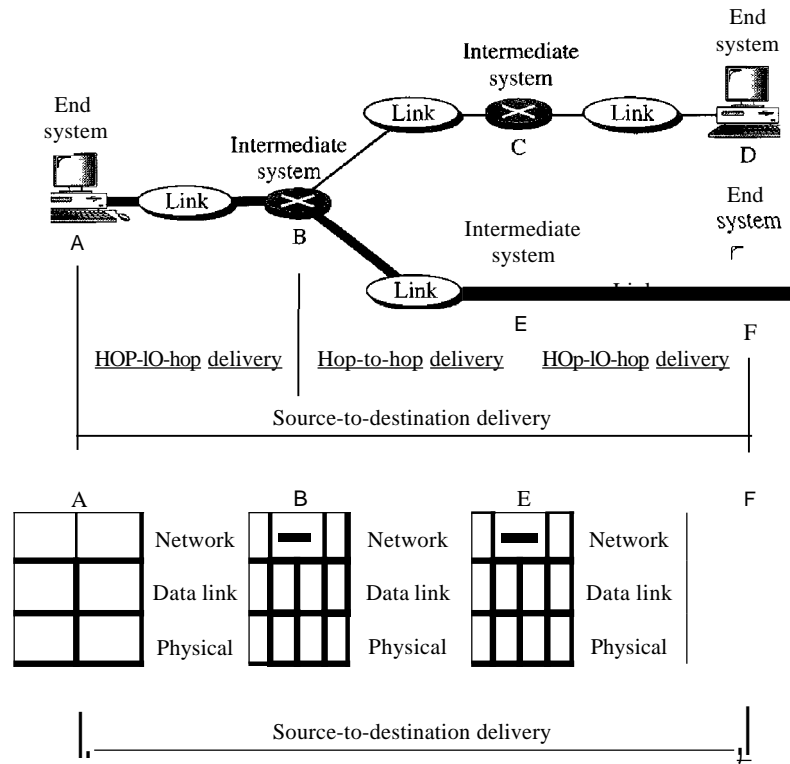 End
system
Intermediate
system
Link
Link
C
D
End
system
Intermediate
system
Link
A
B
End
system
Intermediate
system
Link
Link
E
F
HOP-lO-hop delivery
Hop-to-hop delivery
HOp-lO-hop delivery
Source-to-destination delivery
A
B
E
F
Network
Network
Network
Data link
Data link
Data link
Physical
Physical
Physical
Source-to-destination delivery